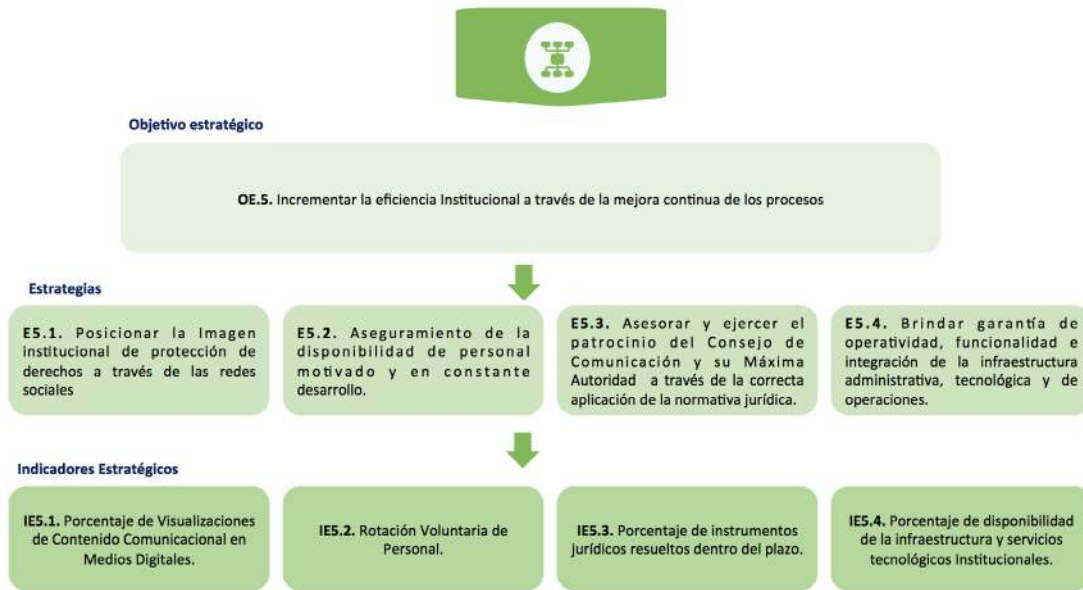 Objetivo estratégico
OE.5. Incrementar la eficiencia Institucional a través de la mejora continua de los procesos
Estrategias
E5.1. Posicionar la Imagen
institucional de protección de
derechos a través de las redes
sociales
E5.2. Aseguramiento de la
disponibilidad de personal
motivado y en constante
desarrollo.
E5.3. Asesorar y ejercer el
patrocinio del Consejo de
Comunicación y su Máxima
Autoridad a través de la correcta
aplicación de la normativa jurídica.
E5.4. Brindar garantía de
operatividad, funcionalidad e
integración de la infraestructura
administrativa, tecnológica y de
operaciones.
Indicadores Estratégicos
IE5.1. Porcentaje de Visualizaciones
de Contenido Comunicacional en
Medios Digitales.
IE5.2. Rotación Voluntaria de
Personal.
IE5.3. Porcentaje de instrumentos
jurídicos resueltos dentro del plazo.
IE5.4. Porcentaje de disponibilidad
de la infraestructura y servicios
tecnológicos Institucionales.